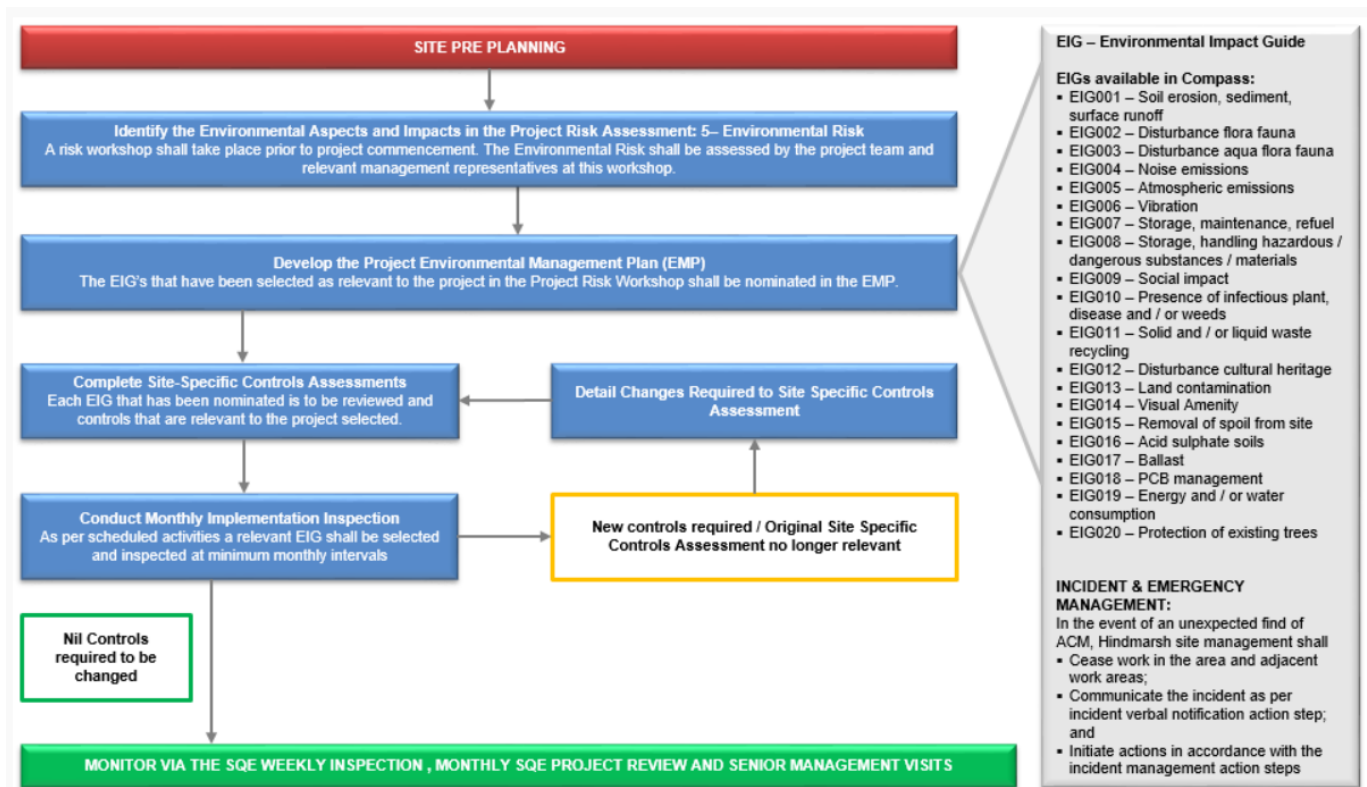 SITE PRE PLANNING
Identify the Environmental Aspects and Impacts in the Project Risk Assessment: 5– Environmental Risk
A risk workshop shall take place prior to project commencement. The Environmental Risk shall be assessed by the project team and
relevant management representatives at this workshop.
Develop the Project Environmental Management Plan (EMP)
The EIG's that have been selected as relevant to the project in the Project Risk Workshop shall be nominated in the EMP.
Complete Site-Specific Controls Assessments
Each EIG that has been nominated is to be reviewed and
controls that are relevant to the project selected.
Detail Changes Required to Site Specific Controls
Assessment
Conduct Monthly Implementation Inspection
As per scheduled activities a relevant EIG shall be selected
and inspected at minimum monthly intervals
New controls required / Original Site Specific
Controls Assessment no longer relevant
Nil Controls
required to be
changed
MONITOR VIA THE SQE WEEKLY INSPECTION , MONTHLY SQE PROJECT REVIEW AND SENIOR MANAGEMENT VISITS
EIG – Environmental Impact Guide
EIGs available in Compass:
▪ EIG001 – Soil erosion, sediment,
surface runoff
▪ EIG002 – Disturbance flora fauna
▪ EIG003 – Disturbance aqua flora fauna
▪ EIG004 – Noise emissions
▪ EIG005 – Atmospheric emissions
▪ EIG006 – Vibration
▪ EIG007 – Storage, maintenance, refuel
▪ EIG008 – Storage, handling hazardous /
dangerous substances / materials
▪ EIG009 – Social impact
▪ EIG010 – Presence of infectious plant,
disease and / or weeds
▪ EIG011 – Solid and / or liquid waste
recycling
▪ EIG012 – Disturbance cultural heritage
▪ EIG013 – Land contamination
▪ EIG014 – Visual Amenity
▪ EIG015 – Removal of spoil from site
▪ EIG016 – Acid sulphate soils
▪ EIG017 – Ballast
▪ EIG018 – PCB management
▪ EIG019 – Energy and / or water
consumption
▪ EIG020 – Protection of existing trees
INCIDENT & EMERGENCY
MANAGEMENT:
In the event of an unexpected find of
ACM, Hindmarsh site management shall
▪ Cease work in the area and adjacent
work areas;
▪ Communicate the incident as per
incident verbal notification action step;
and
▪ Initiate actions in accordance with the
incident management action steps